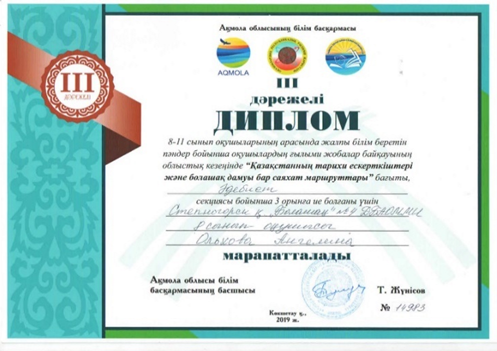 Ақмола облысының білім басқармасы
AQMOLA
III
ДӘРЕЖЕЛІ
III
дәрежелі
ДИПЛОМ
8-11 сынып оқушыларының арасында жалпы білім беретін
пәндер бойынша оқушылардың ғылыми жобалар байқауының
облыстық кезеңінде "Қазақстанның тарихи ескерткіштері
және болашақ дамуы бар саяхат маршруттары" бағыты,
Әдебиет
секциясы бойынша 3 орынға ие болғаны үшін
Степногорск қ. "Болашақ" №9
9 сынып оқушысы
Ольхова Ангелина
марапатталады
Ақмола облысы білім
басқармасының басшысы
Т. Жүнісов
№ 14983
Көкшетау қ.,
2019 ж.